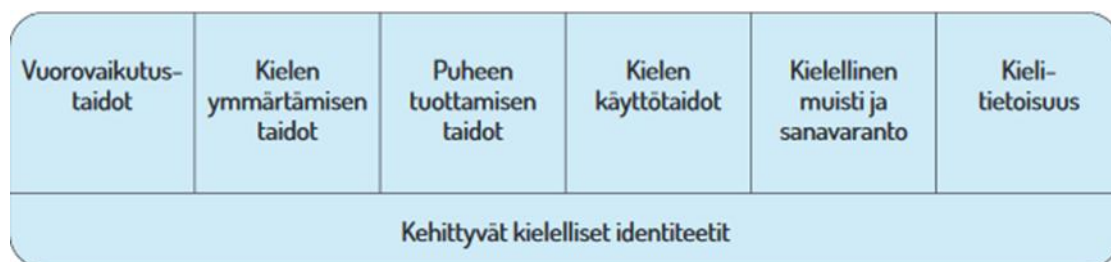 Vuorovaikutus-
taidot
Kielen
ymmärtämisen
taidot
Puheen
tuottamisen
taidot
Kielen
käyttötaidot
Kielellinen
muisti ja
sanavaranto
Kieli-
tietoisuus
Kehittyvät kielelliset identiteetit